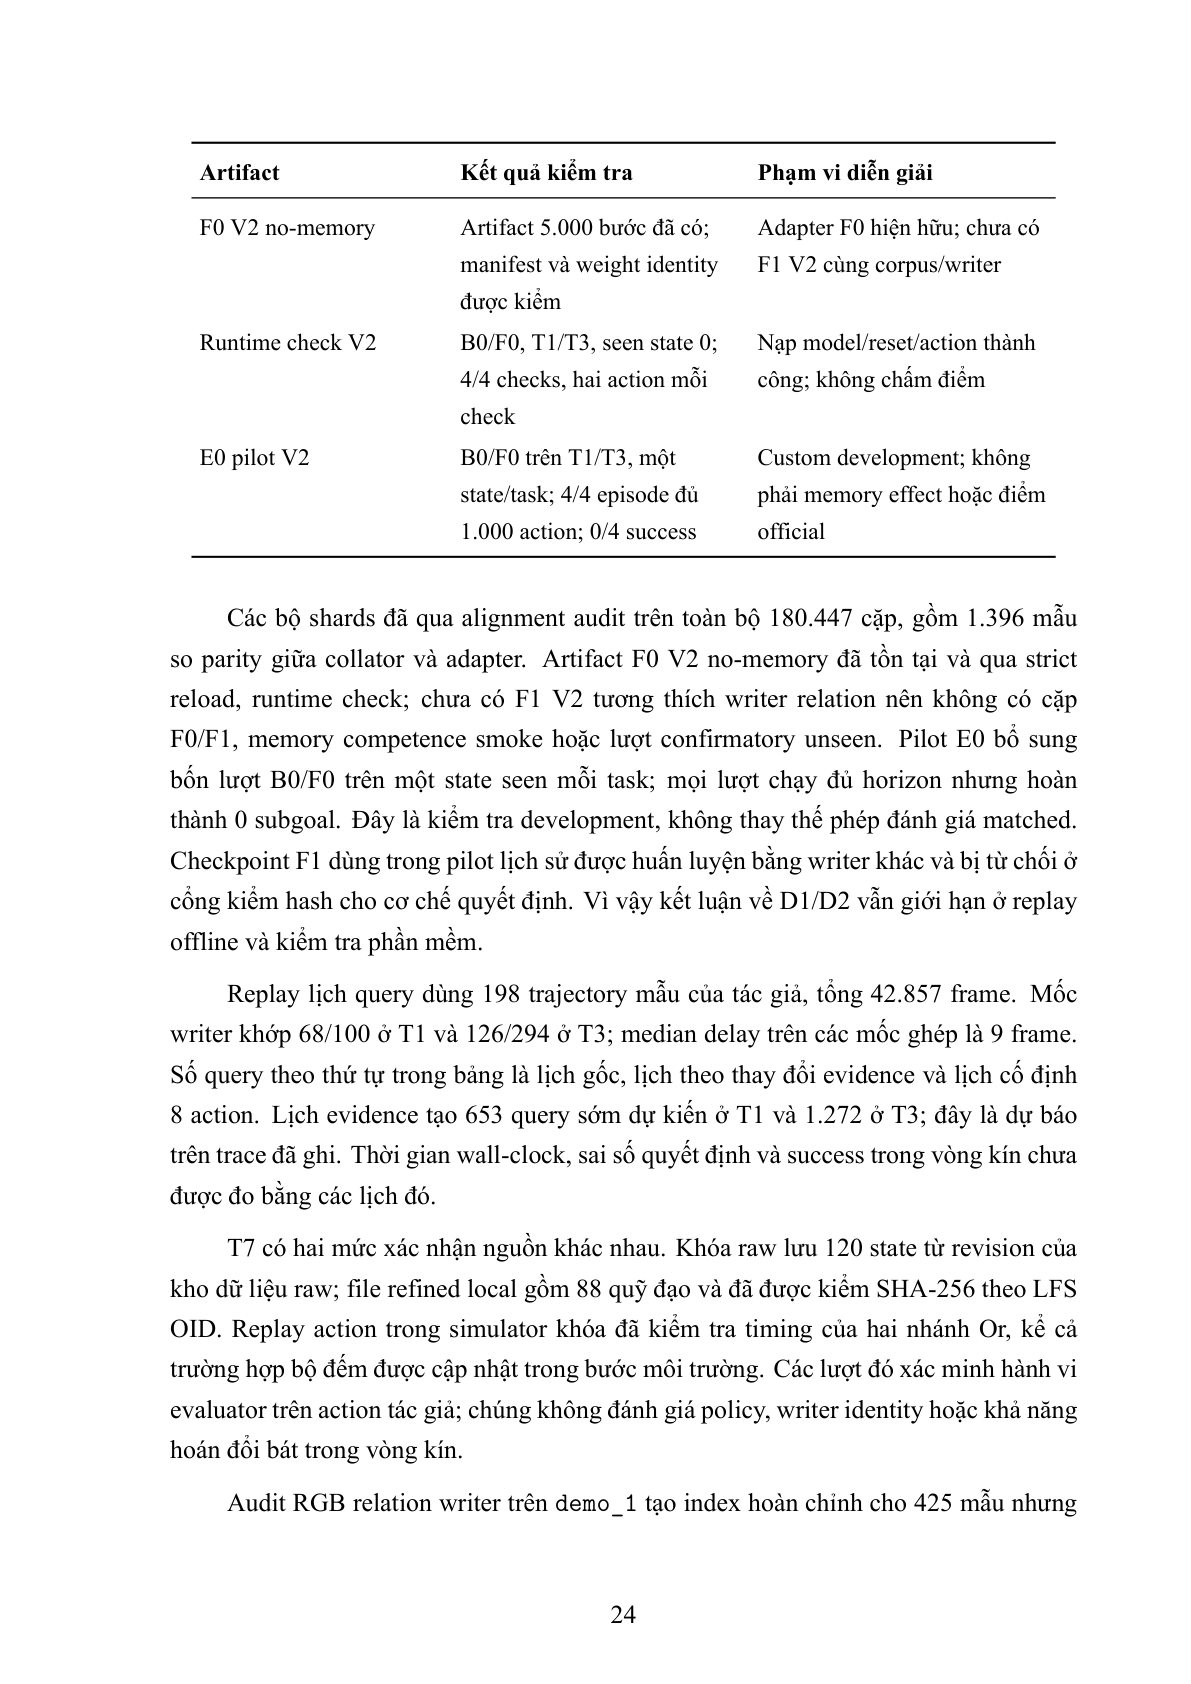 Artifact Kết quả kiểm tra Phạm vi diễn giải
F0 V2 no-memory Artifact 5.000 bước đã có; Adapter F0 hiện hữu; chưa có
manifest và weight identity F1 V2 cùng corpus/writer
được kiểm
Runtime check V2 B0/F0, T1/T3, seen state 0; Nạp model/reset/action thành
4/4 checks, hai action mỗi công; không chấm điểm
check
E0 pilot V2 B0/F0 trên T1/T3, một Custom development; không
state/task; 4/4 episode đủ phải memory effect hoặc điểm
1.000 action; 0/4 success official
Các bộ shards đã qua alignment audit trên toàn bộ 180.447 cặp, gồm 1.396 mẫu
so parity giữa collator và adapter. Artifact F0 V2 no-memory đã tồn tại và qua strict
reload, runtime check; chưa có F1 V2 tương thích writer relation nên không có cặp
F0/F1, memory competence smoke hoặc lượt confirmatory unseen. Pilot E0 bổ sung
bốn lượt B0/F0 trên một state seen mỗi task; mọi lượt chạy đủ horizon nhưng hoàn
thành 0 subgoal. Đây là kiểm tra development, không thay thế phép đánh giá matched.
Checkpoint F1 dùng trong pilot lịch sử được huấn luyện bằng writer khác và bị từ chối ở
cổng kiểm hash cho cơ chế quyết định. Vì vậy kết luận về D1/D2 vẫn giới hạn ở replay
offline và kiểm tra phần mềm.
Replay lịch query dùng 198 trajectory mẫu của tác giả, tổng 42.857 frame. Mốc
writer khớp 68/100 ở T1 và 126/294 ở T3; median delay trên các mốc ghép là 9 frame.
Số query theo thứ tự trong bảng là lịch gốc, lịch theo thay đổi evidence và lịch cố định
8 action. Lịch evidence tạo 653 query sớm dự kiến ở T1 và 1.272 ở T3; đây là dự báo
trên trace đã ghi. Thời gian wall-clock, sai số quyết định và success trong vòng kín chưa
được đo bằng các lịch đó.
T7 có hai mức xác nhận nguồn khác nhau. Khóa raw lưu 120 state từ revision của
kho dữ liệu raw; file refined local gồm 88 quỹ đạo và đã được kiểm SHA-256 theo LFS
OID. Replay action trong simulator khóa đã kiểm tra timing của hai nhánh Or, kể cả
trường hợp bộ đếm được cập nhật trong bước môi trường. Các lượt đó xác minh hành vi
evaluator trên action tác giả; chúng không đánh giá policy, writer identity hoặc khả năng
hoán đổi bát trong vòng kín.
Audit RGB relation writer trên demo_1 tạo index hoàn chỉnh cho 425 mẫu nhưng
24